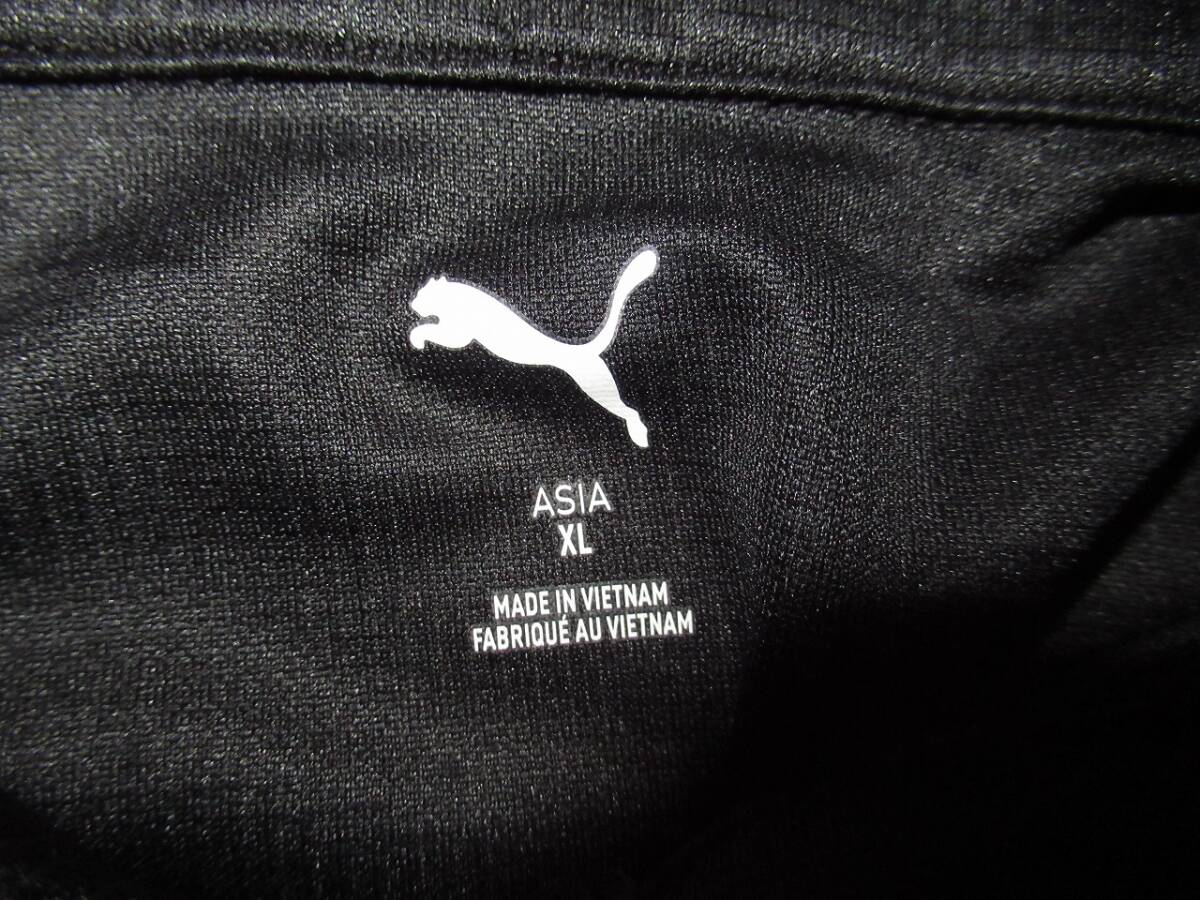 ASIA
XL
MADE IN VIETNAM
FABRIQUÉ AU VIETNAM